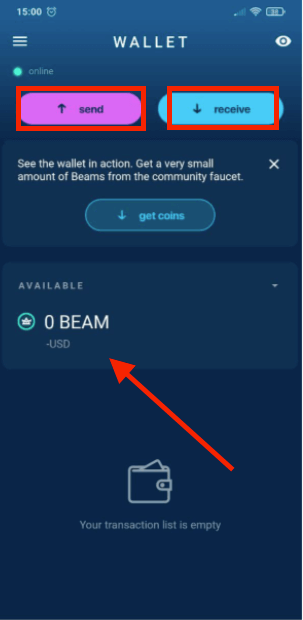 15:00
38
WALLET
online
send
receive
See the wallet in action. Get a very small
amount of Beams from the community faucet.
get coins
AVAILABLE
0 BEAM
-USD
Your transaction list is empty